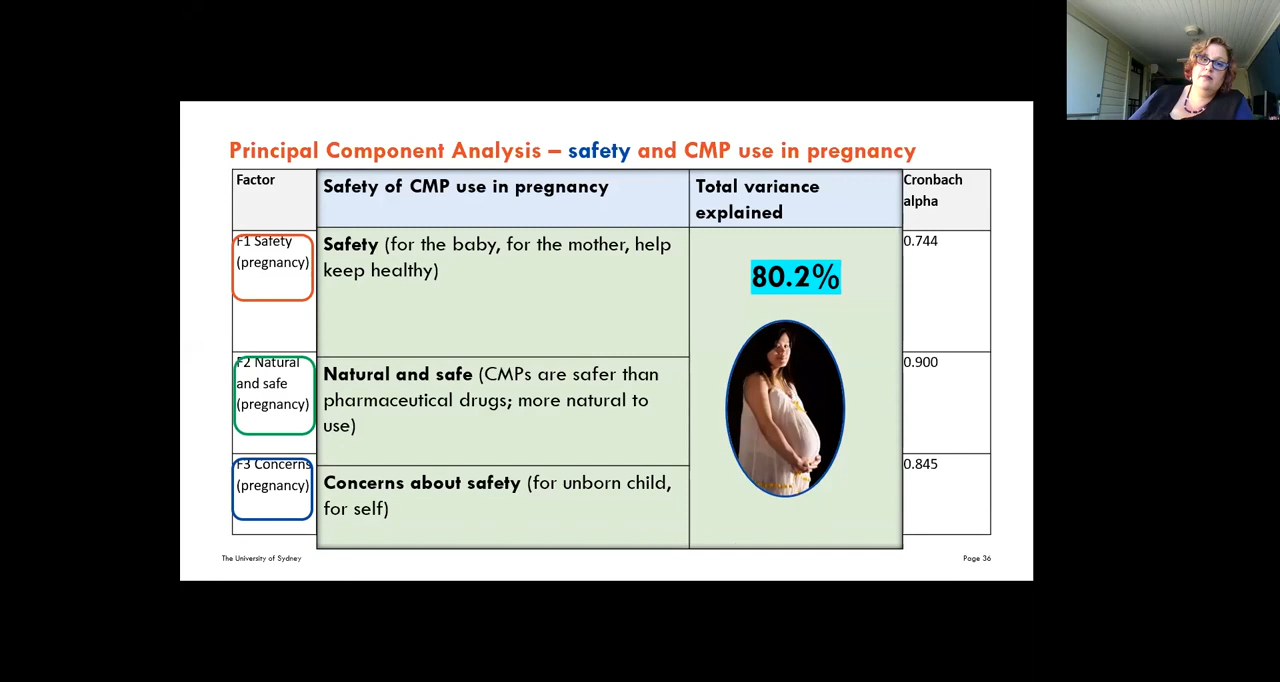 Principal Component Analysis – safety and CMP use in pregnancy
Factor
Safety of CMP use in pregnancy
Total variance
explained
Cronbach
alpha
F1 Safety
(pregnancy)
Safety (for the baby, for the mother, help
keep healthy)
80.2%
0.744
F2 Natural
and safe
(pregnancy)
Natural and safe (CMPs are safer than
pharmaceutical drugs; more natural to
use)
0.900
F3 Concerns
(pregnancy)
Concerns about safety (for unborn child,
for self)
0.845
The University of Sydney
Page 36